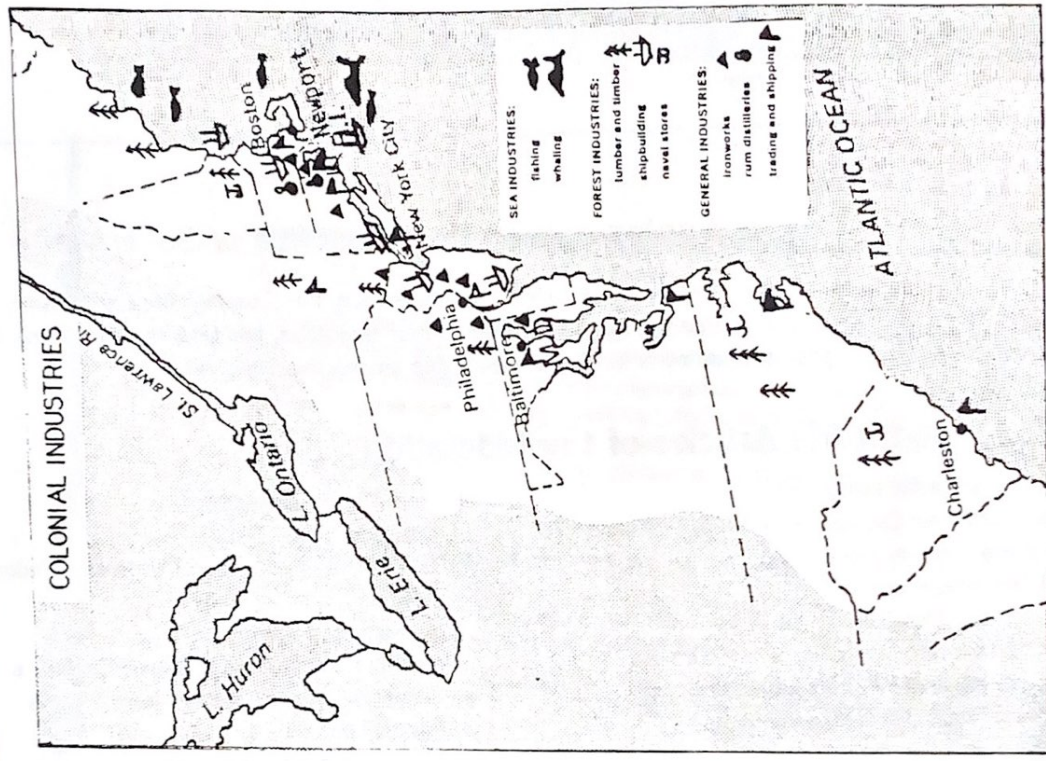 COLONIAL INDUSTRIES
St. Lawrence R.
L. Ontario
L. Erie
L. Huron
Boston
Newport
R.I.
New York City
Philadelphia
Baltimore
Charleston
ATLANTIC OCEAN
SEA INDUSTRIES:
fishing
whaling
FOREST INDUSTRIES:
lumber and timber
shipbuilding
naval stores
GENERAL INDUSTRIES:
ironworks
rum distilleries
trading and shipping